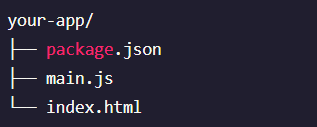 your-app/
├── package.json
├── main.js
└── index.html